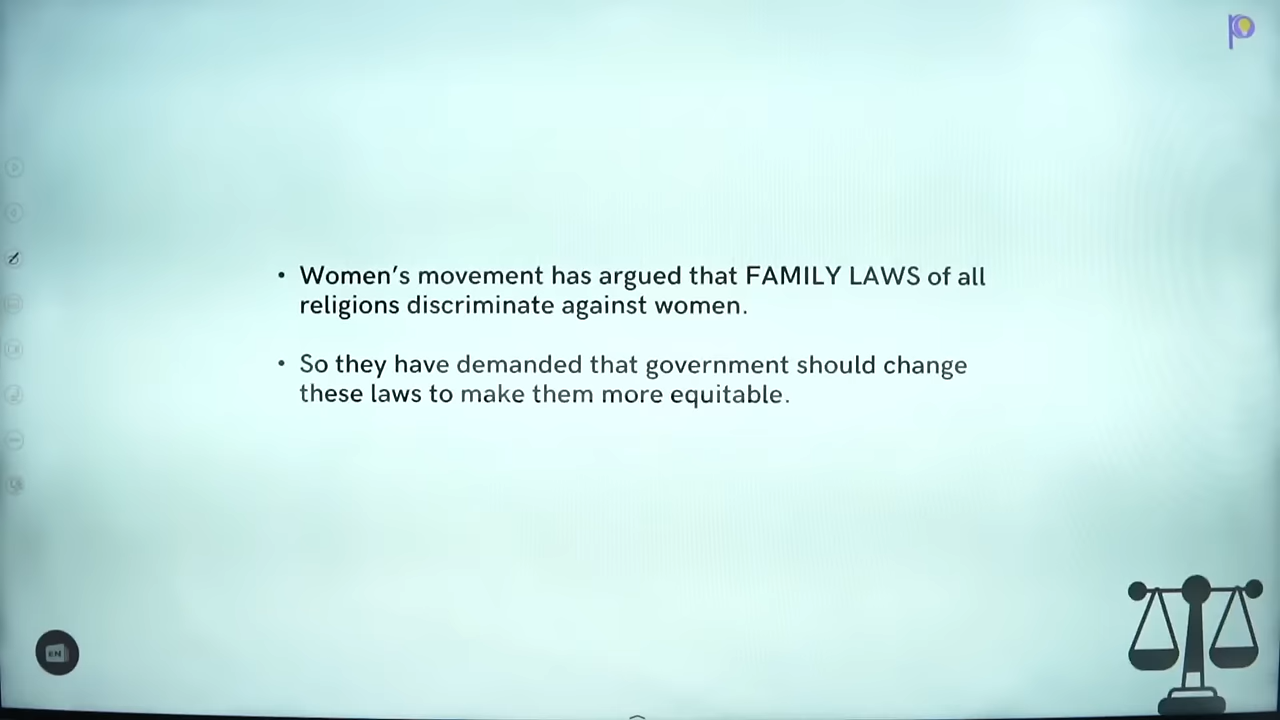 • Women's movement has argued that FAMILY LAWS of all
religions discriminate against women.
• So they have demanded that government should change
these laws to make them more equitable.
EN